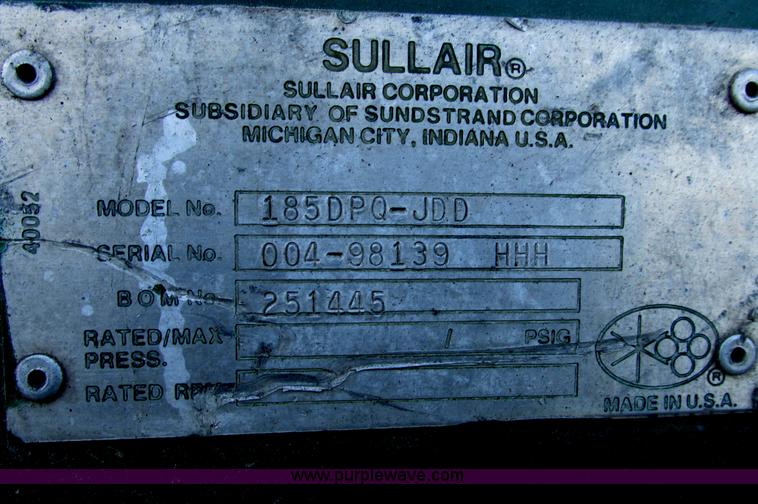 SULLAIR®
SULLAIR CORPORATION
SUBSIDIARY OF SUNDSTRAND CORPORATION
MICHIGAN CITY, INDIANA U.S.A.
40052
MODEL No. 185DPQ-JDD
SERIAL No. 004-98139 HHH
BOM No. 251445
RATED/MAX PRESS. / PSIG
RATED RPM
®
MADE IN U.S.A.
www.purplewave.com